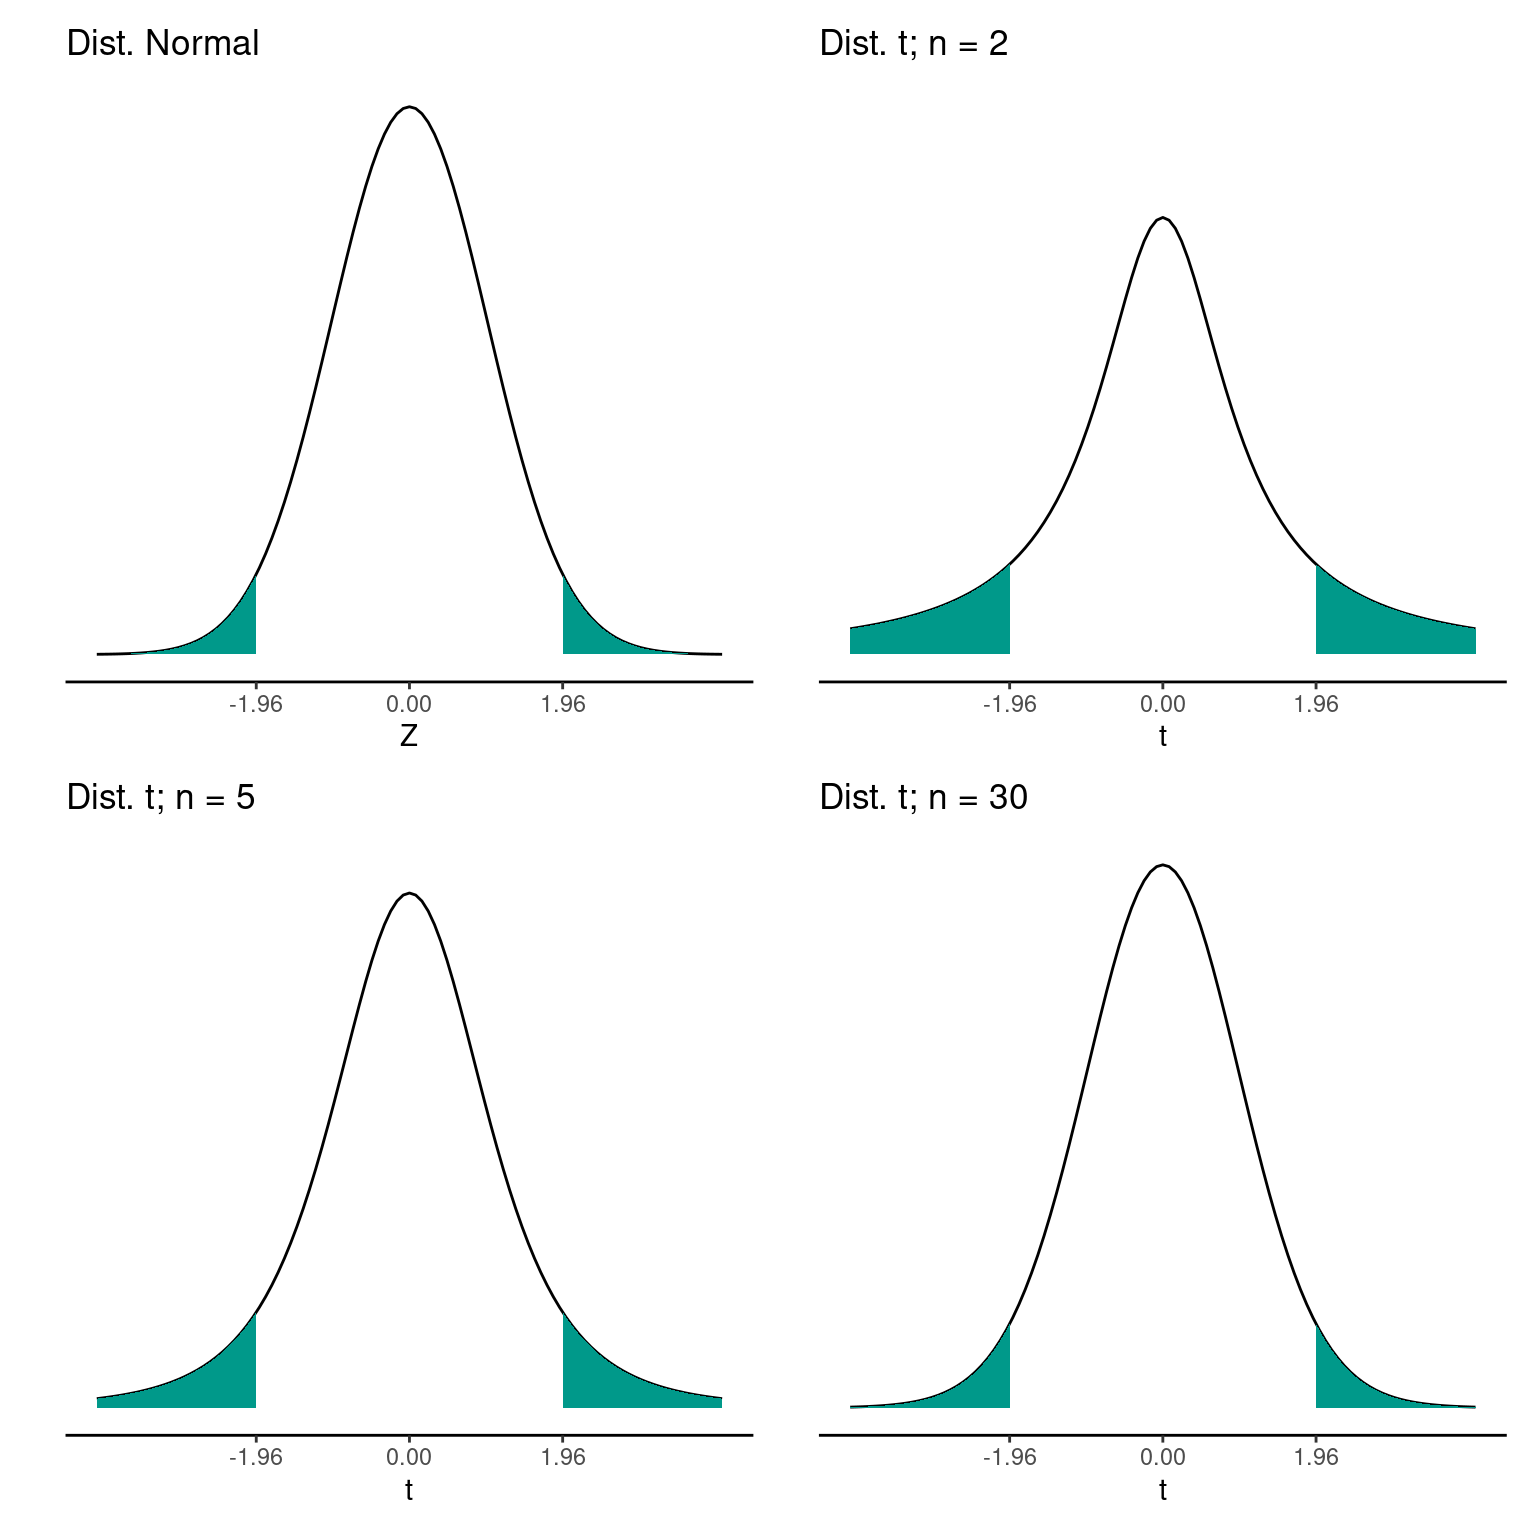 Dist. Normal
-1.96 0.00 1.96
Z
Dist. t; n = 2
-1.96 0.00 1.96
t
Dist. t; n = 5
-1.96 0.00 1.96
t
Dist. t; n = 30
-1.96 0.00 1.96
t